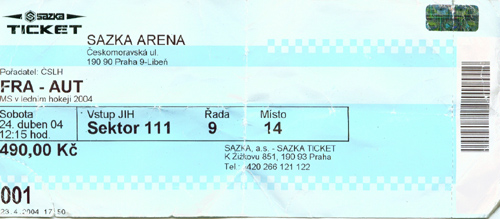 SAZKA
TICKET
SAZKA ARENA
Českomoravská ul.
190 90 Praha 9-Libeň
Pořadatel: ČSLH
FRA - AUT
MS v ledním hokeji 2004
Sobota
24. duben 04
12:15 hod.
Vstup JIH
Sektor 111
Řada
9
Místo
14
490,00 Kč
SAZKA, a.s. - SAZKA TICKET
K Žižkovu 851, 190 93 Praha
Tel.: +420 266 121 122
001
23.4.2004 17:50